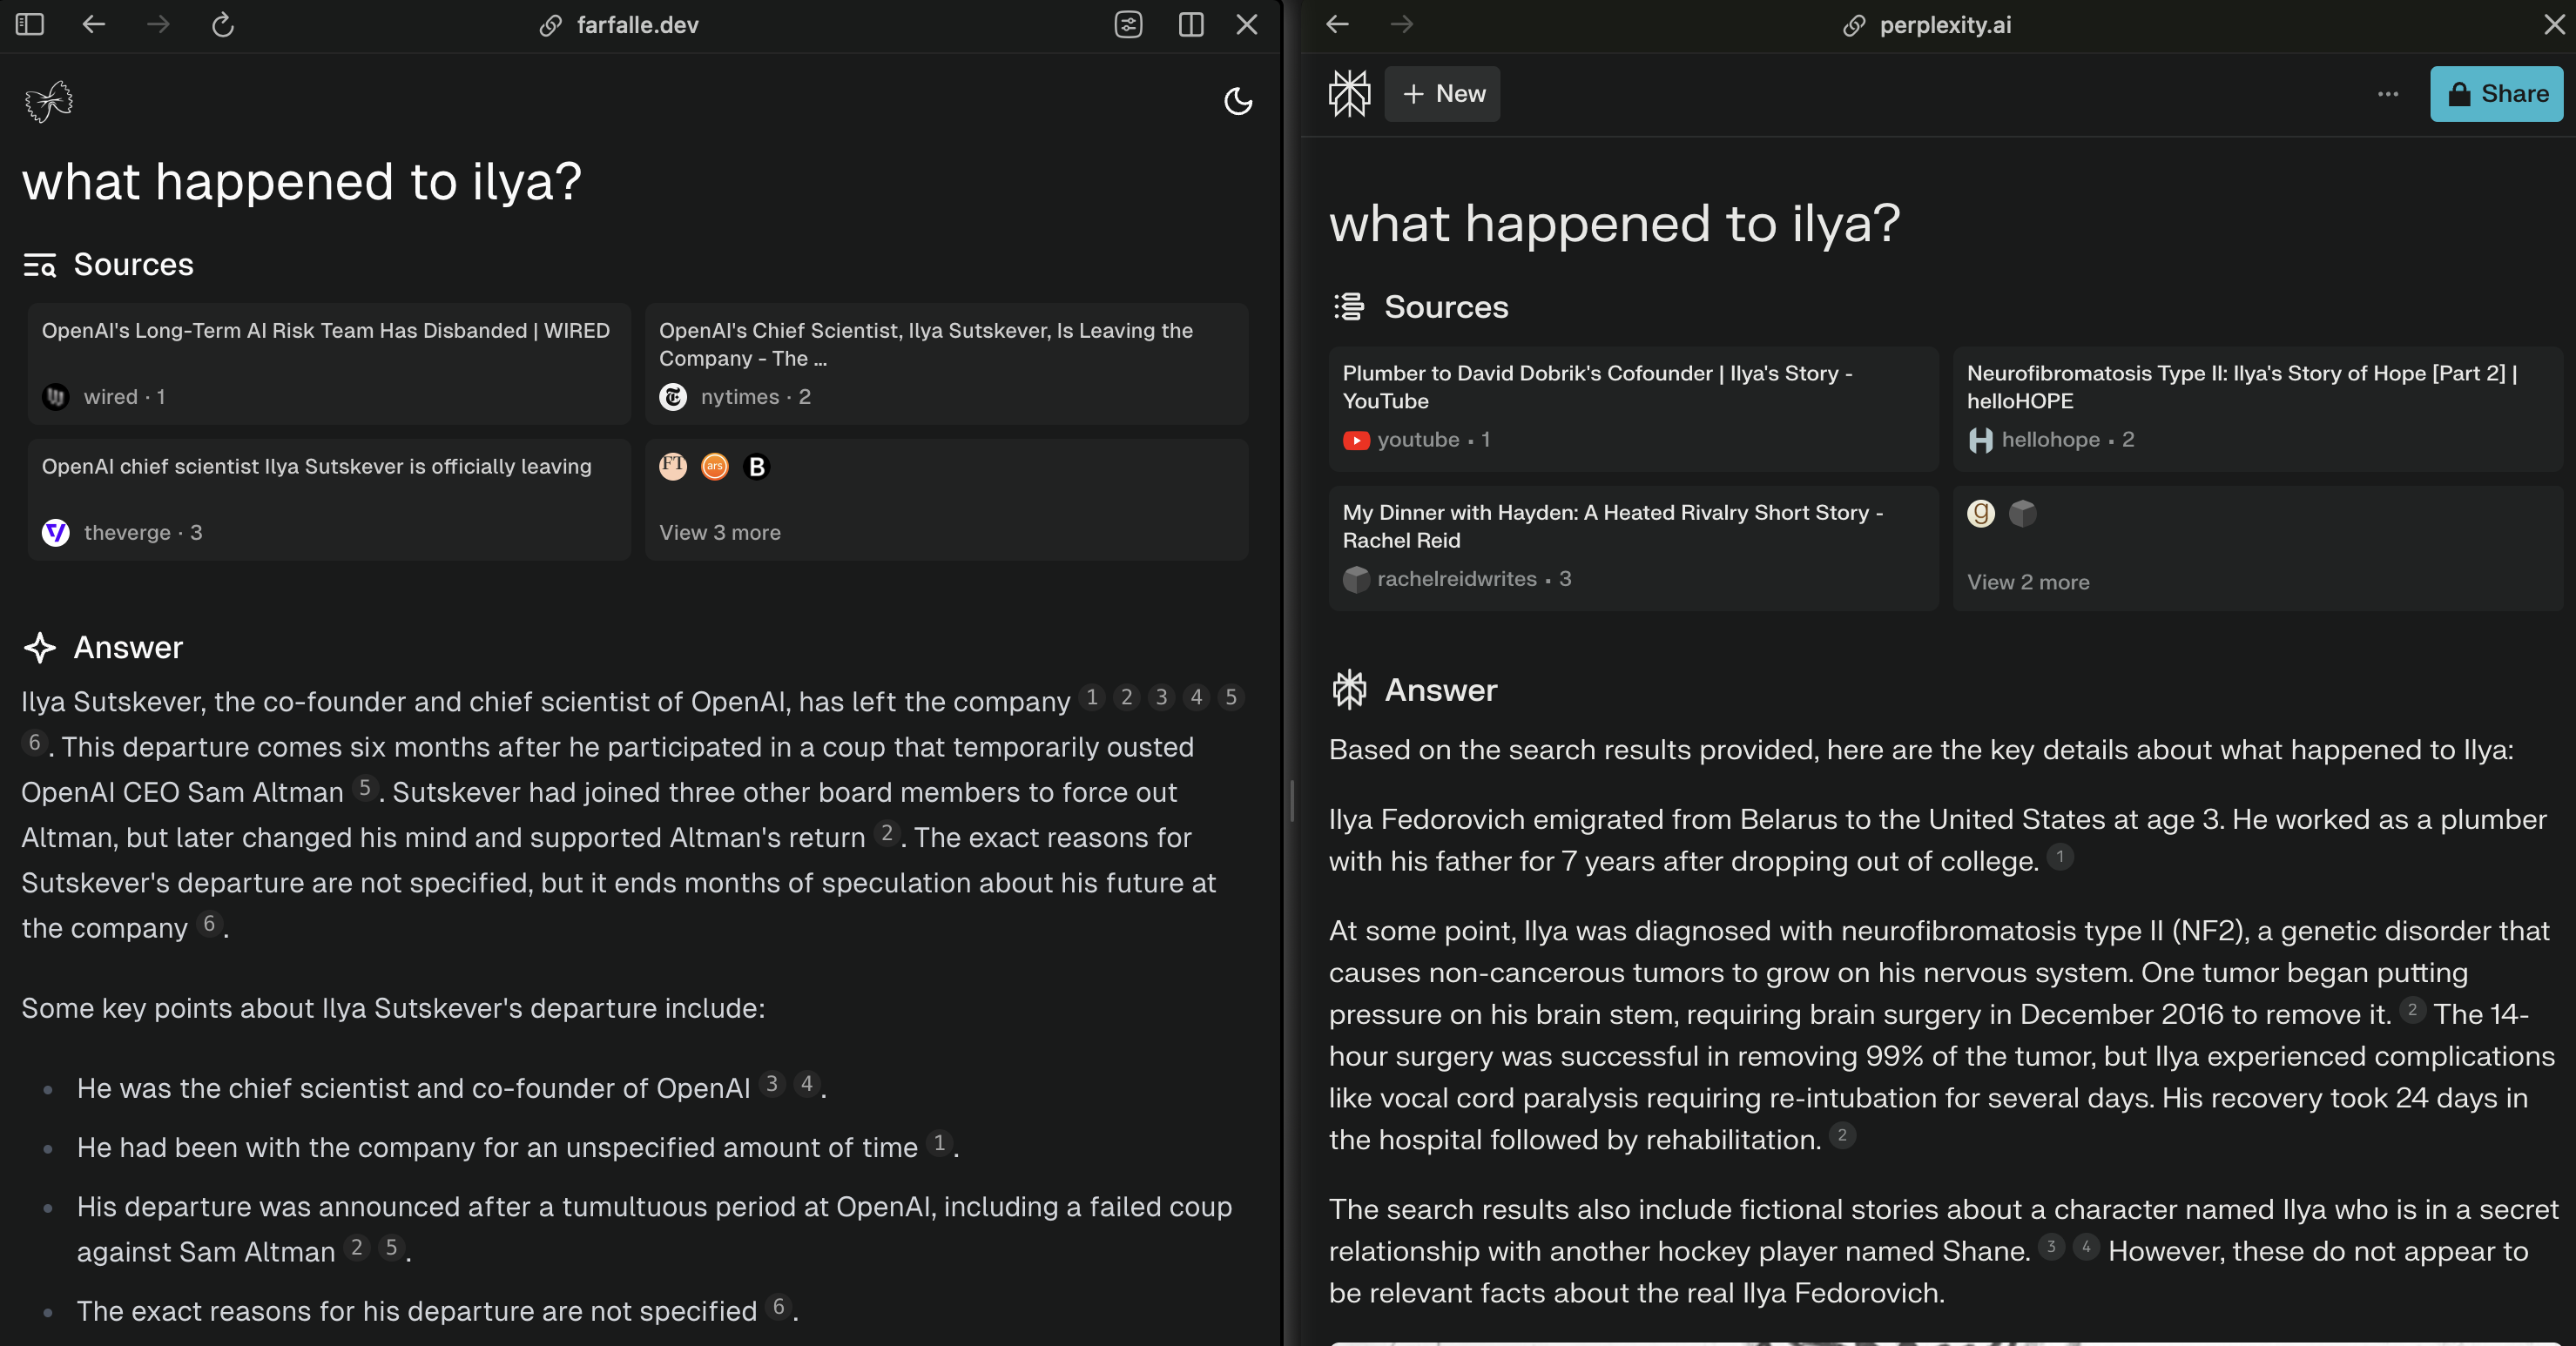 farfalle.dev
what happened to ilya?
Sources
OpenAI's Long-Term AI Risk Team Has Disbanded | WIRED
wired · 1
OpenAI's Chief Scientist, Ilya Sutskever, Is Leaving the
Company - The ...
nytimes · 2
OpenAI chief scientist Ilya Sutskever is officially leaving
theverge · 3
FT ars B
View 3 more
Answer
Ilya Sutskever, the co-founder and chief scientist of OpenAI, has left the company 1 2 3 4 5
6. This departure comes six months after he participated in a coup that temporarily ousted
OpenAI CEO Sam Altman 5. Sutskever had joined three other board members to force out
Altman, but later changed his mind and supported Altman's return 2. The exact reasons for
Sutskever's departure are not specified, but it ends months of speculation about his future at
the company 6.
Some key points about Ilya Sutskever's departure include:
• He was the chief scientist and co-founder of OpenAI 3 4.
• He had been with the company for an unspecified amount of time 1.
• His departure was announced after a tumultuous period at OpenAI, including a failed coup
against Sam Altman 2 5.
• The exact reasons for his departure are not specified 6.
perplexity.ai
+ New
... Share
what happened to ilya?
Sources
Plumber to David Dobrik's Cofounder | Ilya's Story -
YouTube
youtube · 1
Neurofibromatosis Type II: Ilya's Story of Hope [Part 2] |
helloHOPE
hellohope · 2
My Dinner with Hayden: A Heated Rivalry Short Story -
Rachel Reid
rachelreidwrites · 3
g
View 2 more
Answer
Based on the search results provided, here are the key details about what happened to Ilya:
Ilya Fedorovich emigrated from Belarus to the United States at age 3. He worked as a plumber
with his father for 7 years after dropping out of college. 1
At some point, Ilya was diagnosed with neurofibromatosis type II (NF2), a genetic disorder that
causes non-cancerous tumors to grow on his nervous system. One tumor began putting
pressure on his brain stem, requiring brain surgery in December 2016 to remove it. 2 The 14-
hour surgery was successful in removing 99% of the tumor, but Ilya experienced complications
like vocal cord paralysis requiring re-intubation for several days. His recovery took 24 days in
the hospital followed by rehabilitation. 2
The search results also include fictional stories about a character named Ilya who is in a secret
relationship with another hockey player named Shane. 3 4 However, these do not appear to
be relevant facts about the real Ilya Fedorovich.